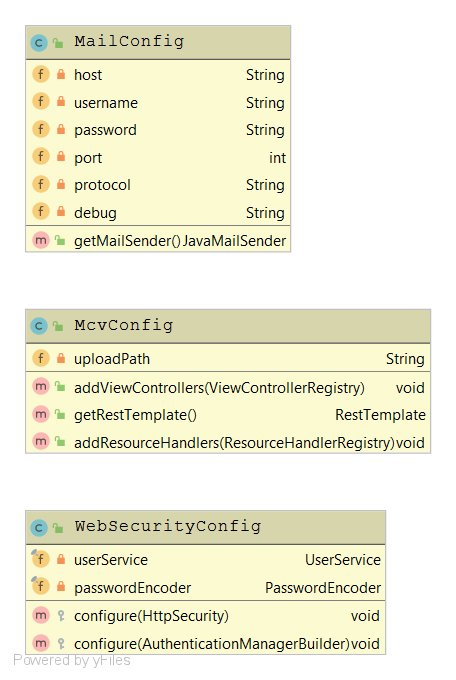 MailConfig
host String
username String
password String
port int
protocol String
debug String
getMailSender() JavaMailSender
McvConfig
uploadPath String
addViewControllers(ViewControllerRegistry) void
getRestTemplate() RestTemplate
addResourceHandlers(ResourceHandlerRegistry) void
WebSecurityConfig
userService UserService
passwordEncoder PasswordEncoder
configure(HttpSecurity) void
configure(AuthenticationManagerBuilder) void
Powered by yFiles